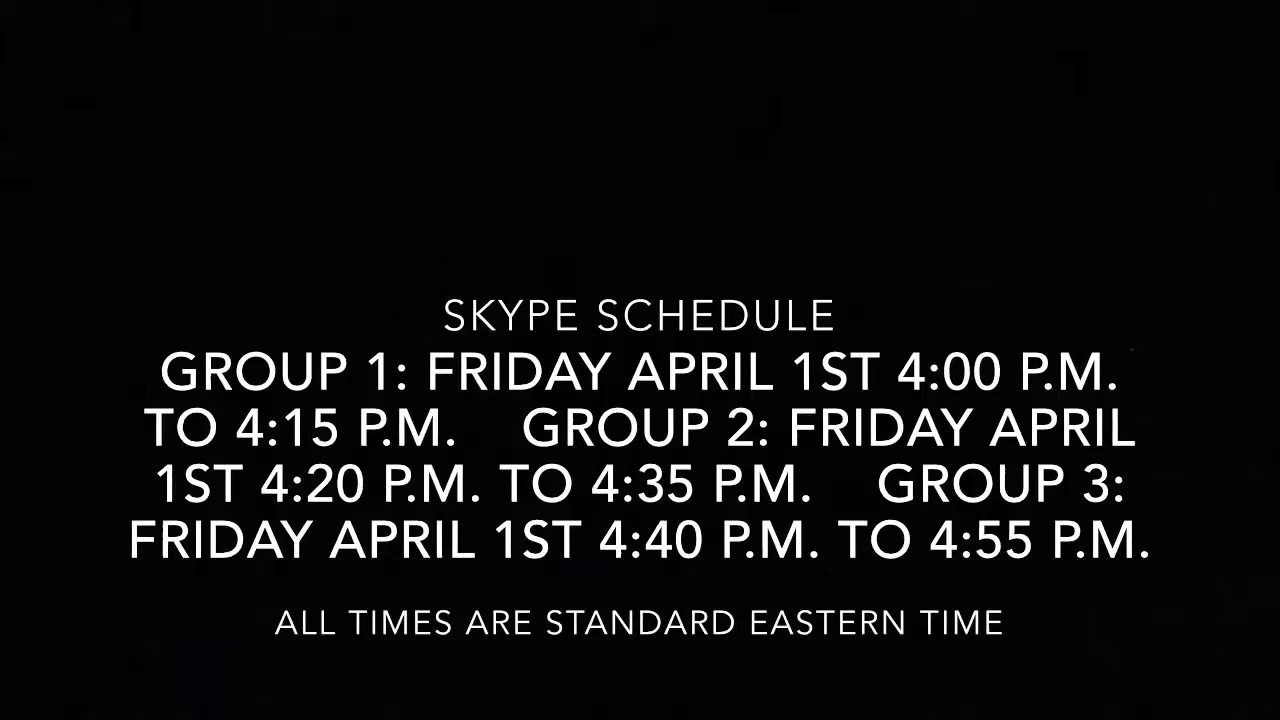 SKYPE SCHEDULE
GROUP 1: FRIDAY APRIL 1ST 4:00 P.M.
TO 4:15 P.M. GROUP 2: FRIDAY APRIL
1ST 4:20 P.M. TO 4:35 P.M. GROUP 3:
FRIDAY APRIL 1ST 4:40 P.M. TO 4:55 P.M.
ALL TIMES ARE STANDARD EASTERN TIME